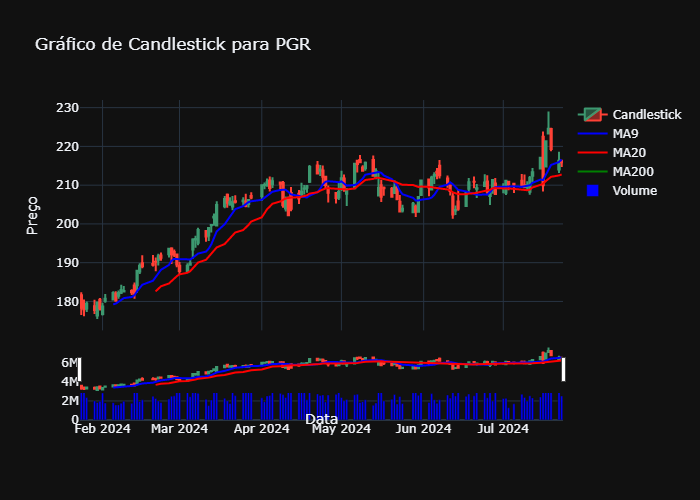 Gráfico de Candlestick para PGR
230
220
210
200
190
180
Preço
Candlestick
MA9
MA20
MA200
Volume
6M
4M
2M
0
Feb 2024 Mar 2024 Apr 2024 May 2024 Jun 2024 Jul 2024
Data